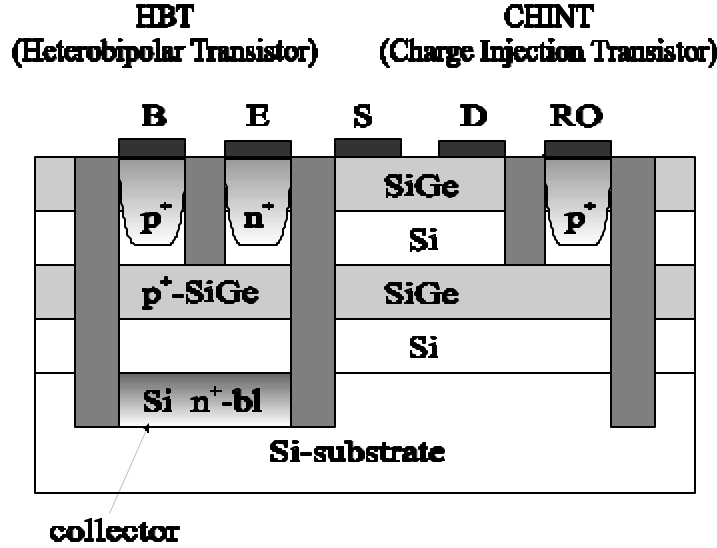 HBT
(Heterobipolar Transistor)
CHINT
(Charge Injection Transistor)
B E S D RO
p⁺ n⁺ SiGe p⁺
Si
p⁺-SiGe SiGe
Si
Si n⁺-bl
Si-substrate
collector